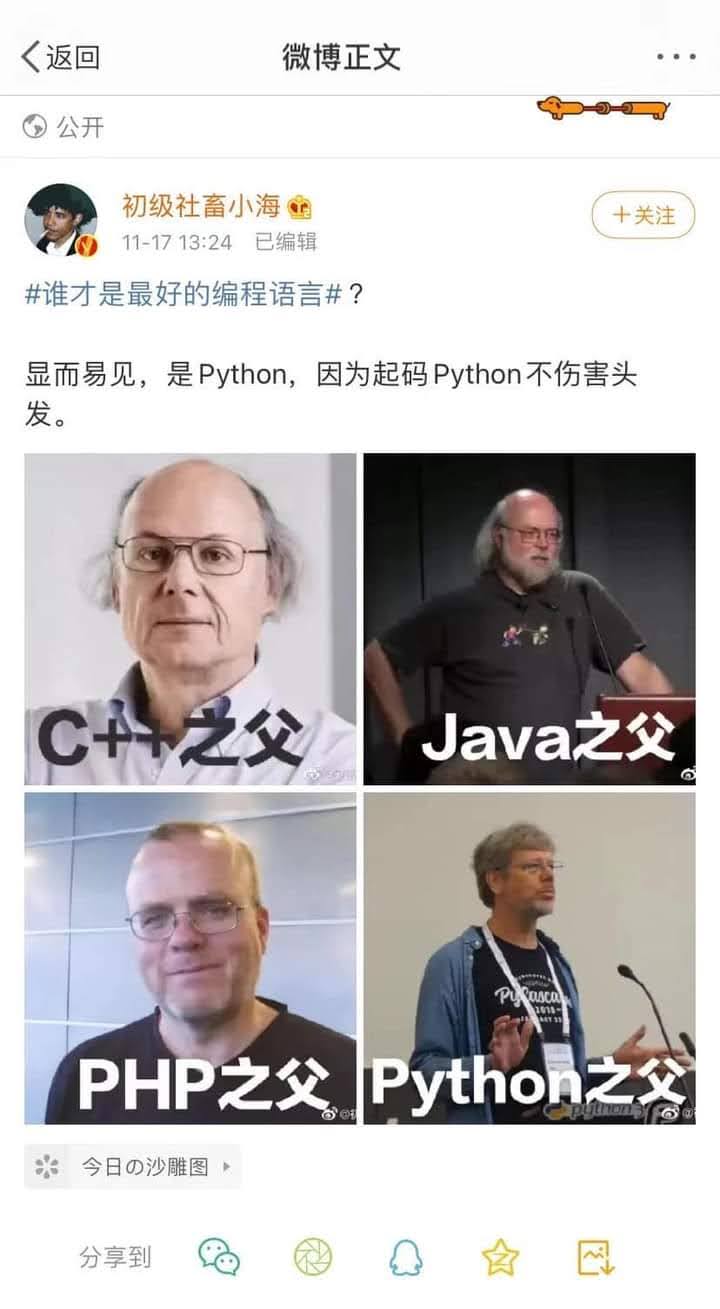 返回
微博正文
公开
初级社畜小海
11-17 13:24 已编辑
+关注
#谁才是最好的编程语言#？
显而易见，是Python，因为起码Python不伤害头
发。
C++之父
Java之父
PHP之父
Python之父
python
今日の沙雕图
分享到